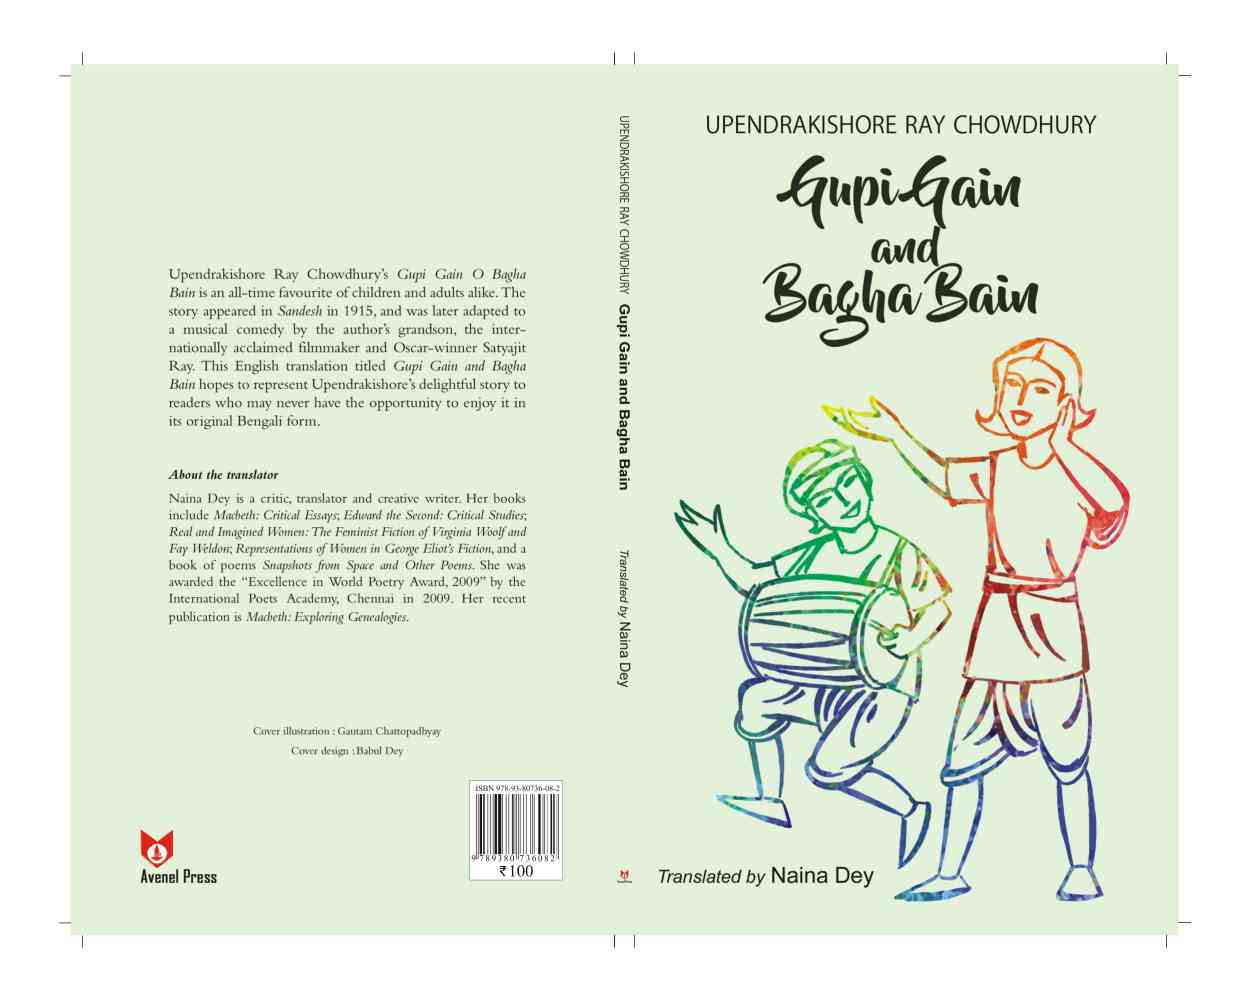 Upendrakishore Ray Chowdhury's Gupi Gain O Bagha
Bain is an all-time favourite of children and adults alike. The
story appeared in Sandesh in 1915, and was later adapted to
a musical comedy by the author's grandson, the inter-
nationally acclaimed filmmaker and Oscar-winner Satyajit
Ray. This English translation titled Gupi Gain and Bagha
Bain hopes to represent Upendrakishore's delightful story to
readers who may never have the opportunity to enjoy it in
its original Bengali form.
About the translator
Naina Dey is a critic, translator and creative writer. Her books
include Macbeth: Critical Essays; Edward the Second: Critical Studies;
Real and Imagined Women: The Feminist Fiction of Virginia Woolf and
Fay Weldon; Representations of Women in George Eliot's Fiction, and a
book of poems Snapshots from Space and Other Poems. She was
awarded the "Excellence in World Poetry Award, 2009" by the
International Poets Academy, Chennai in 2009. Her recent
publication is Macbeth: Exploring Genealogies.
Cover illustration : Gautam Chattopadhyay
Cover design : Babul Dey
Avenel Press
ISBN 978-93-80736-08-2
9 789380 736082
₹100
UPENDRAKISHORE RAY CHOWDHURY Gupi Gain and Bagha Bain Translated by Naina Dey
UPENDRAKISHORE RAY CHOWDHURY
Gupi Gain
and
Bagha Bain
Translated by Naina Dey